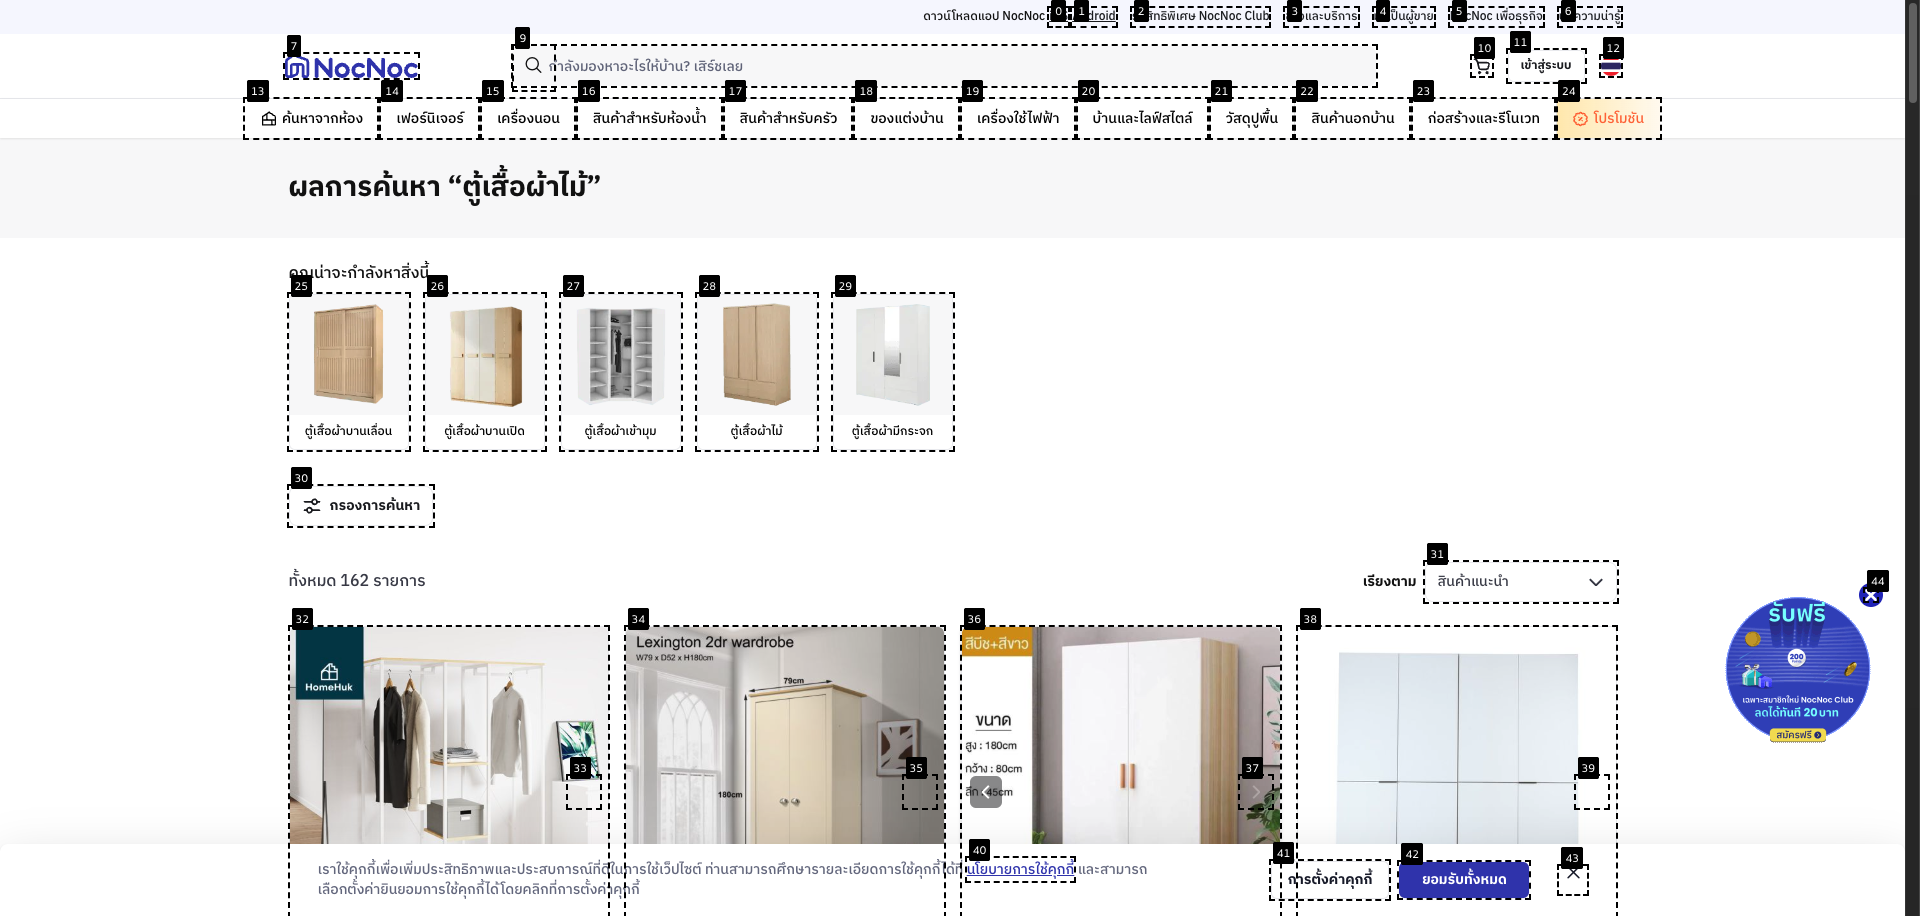 ดาวน์โหลดแอป NocNoc
NocNoc Club
และบริการ
เป็นผู้ขาย
NocNoc เพื่อธุรกิจ
ความน่ารู้
NocNoc
กำลังมองหาอะไรให้บ้าน? เสิร์ชเลย
เข้าสู่ระบบ
ค้นหาจากห้อง
เฟอร์นิเจอร์
เครื่องนอน
สินค้าสำหรับห้องน้ำ
สินค้าสำหรับครัว
ของแต่งบ้าน
เครื่องใช้ไฟฟ้า
บ้านและไลฟ์สไตล์
วัสดุปูพื้น
สินค้านอกบ้าน
ก่อสร้างและรีโนเวท
โปรโมชัน
ผลการค้นหา “ตู้เสื้อผ้าไม้”
คุณน่าจะกำลังหาสิ่งนี้
ตู้เสื้อผ้าบานเลื่อน
ตู้เสื้อผ้าบานเปิด
ตู้เสื้อผ้าเข้ามุม
ตู้เสื้อผ้าไม้
ตู้เสื้อผ้ามีกระจก
กรองการค้นหา
ทั้งหมด 162 รายการ
เรียงตาม
สินค้าแนะนำ
HomeHuk
Lexington 2dr wardrobe
W79 x D52 x H180cm
79cm
180cm
สีบีช+สีขาว
ขนาด
สูง : 180cm
กว้าง : 80cm
ลึก : 45cm
รับฟรี
200
เฉพาะสมาชิกใหม่ NocNoc Club
ลดได้ทันที 20 บาท
สมัครฟรี
เราใช้คุกกี้เพื่อเพิ่มประสิทธิภาพและประสบการณ์ที่ดีในการใช้เว็บไซต์ ท่านสามารถศึกษารายละเอียดการใช้คุกกี้ได้ที่ นโยบายการใช้คุกกี้ และสามารถ
เลือกตั้งค่ายินยอมการใช้คุกกี้ได้โดยคลิกที่การตั้งค่าคุกกี้
การตั้งค่าคุกกี้
ยอมรับทั้งหมด
0
1
2
3
4
5
6
7
9
10
11
12
13
14
15
16
17
18
19
20
21
22
23
24
25
26
27
28
29
30
31
32
33
34
35
36
37
38
39
40
41
42
43
44